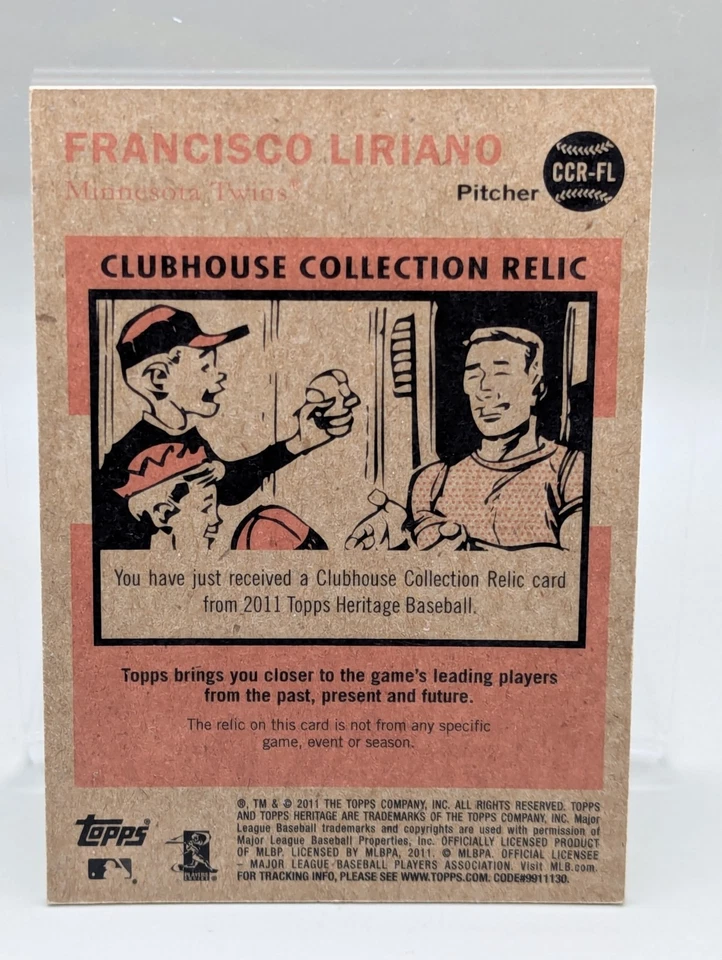 FRANCISCO LIRIANO
Minnesota Twins®
Pitcher
CCR-FL
CLUBHOUSE COLLECTION RELIC
You have just received a Clubhouse Collection Relic card
from 2011 Topps Heritage Baseball.
Topps brings you closer to the game's leading players
from the past, present and future.
The relic on this card is not from any specific
game, event or season.
topps®
®, TM & © 2011 THE TOPPS COMPANY, INC. ALL RIGHTS RESERVED. TOPPS
AND TOPPS HERITAGE ARE TRADEMARKS OF THE TOPPS COMPANY, INC. Major
League Baseball trademarks and copyrights are used with permission of
Major League Baseball Properties, Inc. OFFICIALLY LICENSED PRODUCT
OF MLBP. LICENSED BY MLBPA, 2011. © MLBPA. OFFICIAL LICENSEE
– MAJOR LEAGUE BASEBALL PLAYERS ASSOCIATION. Visit MLB.com.
FOR TRACKING INFO, PLEASE SEE WWW.TOPPS.COM. CODE#9911130.